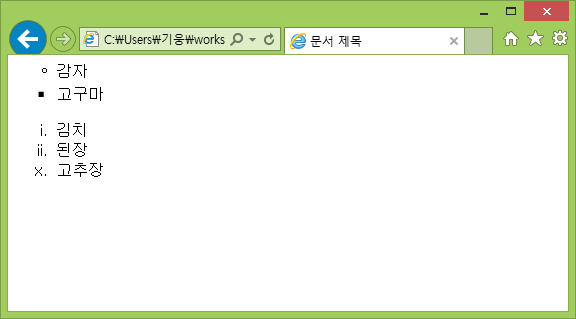 C:₩Users₩기웅₩works
문서 제목
감자
고구마
i. 김치
ii. 된장
x. 고추장